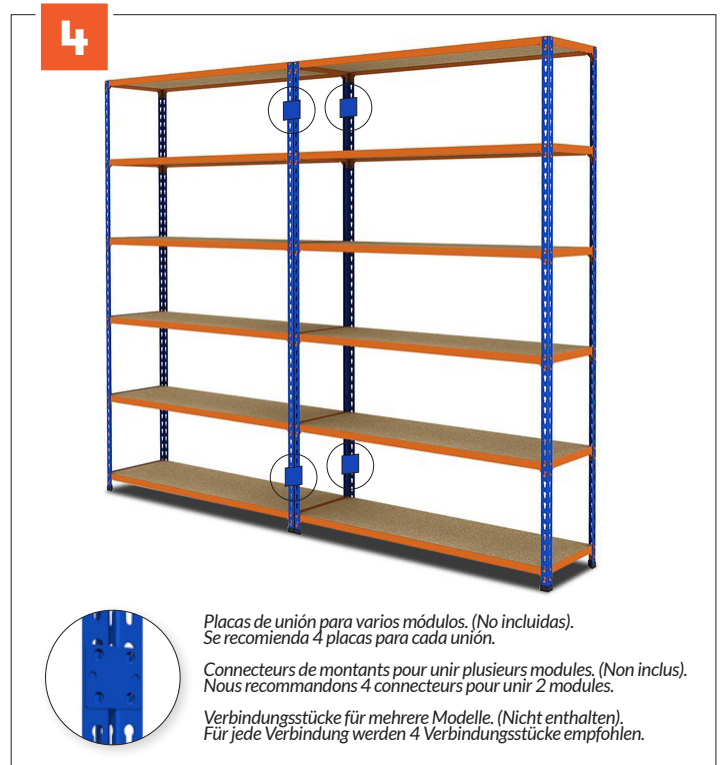 4
Placas de unión para varios módulos. (No incluidas).
Se recomienda 4 placas para cada unión.
Connecteurs de montants pour unir plusieurs modules. (Non inclus).
Nous recommandons 4 connecteurs pour unir 2 modules.
Verbindungsstücke für mehrere Modelle. (Nicht enthalten).
Für jede Verbindung werden 4 Verbindungsstücke empfohlen.